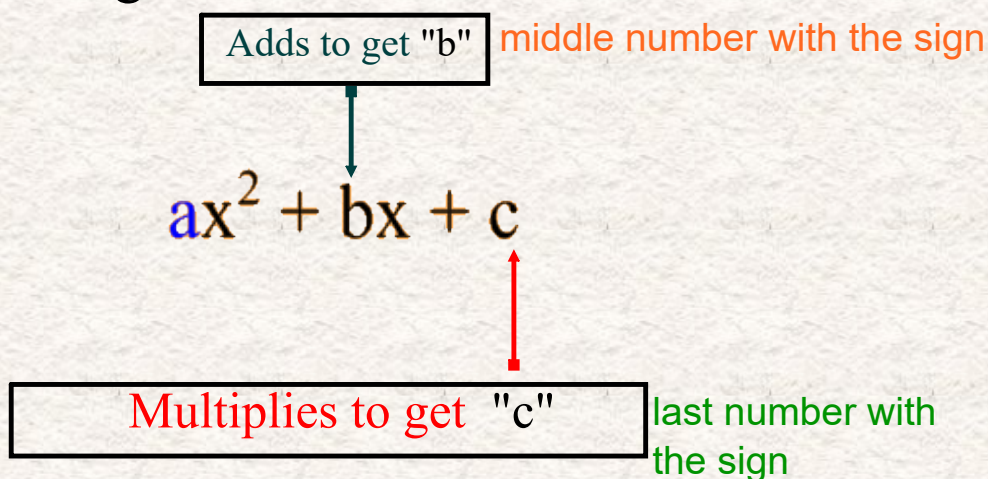 Adds to get "b" middle number with the sign
ax² + bx + c
Multiplies to get "c" last number with
the sign